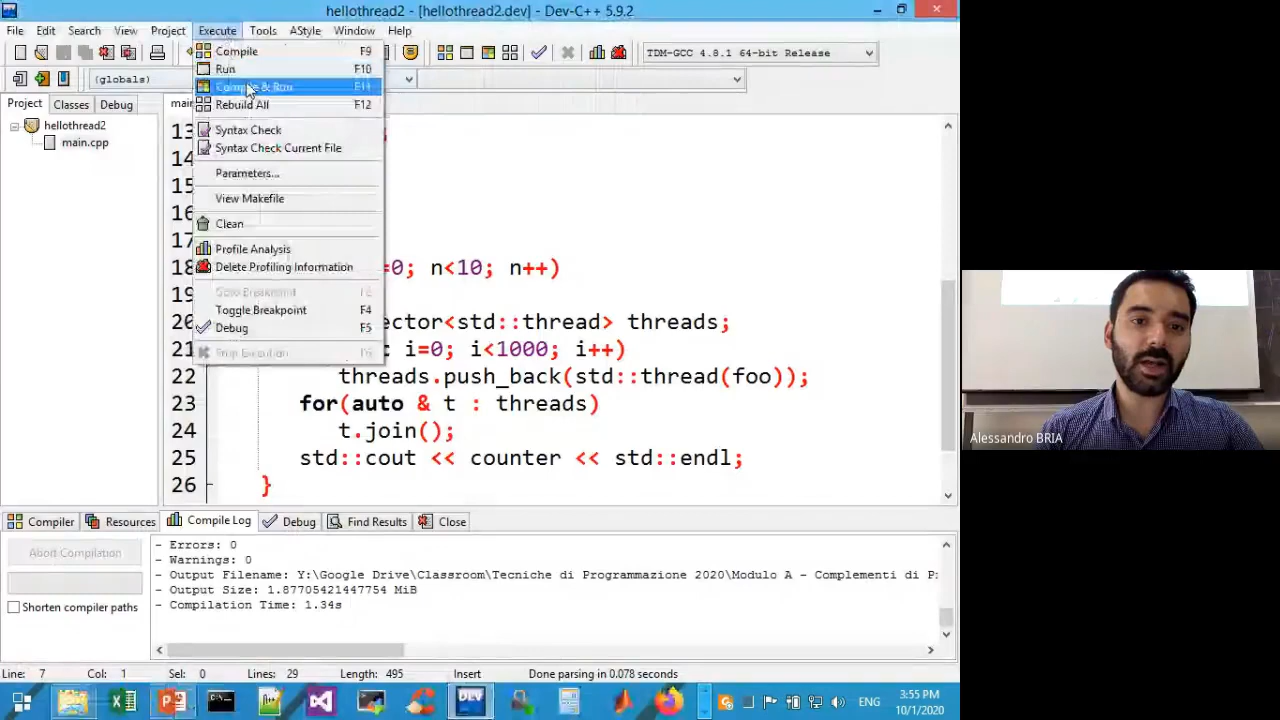 hellothread2 - [hellothread2.dev] - Dev-C++ 5.9.2
File Edit Search View Project Execute Tools AStyle Window Help
TDM-GCC 4.8.1 64-bit Release
(globals)
Compile F9
Run F10
Compile & Run F11
Rebuild All F12
Syntax Check
Syntax Check Current File
Parameters...
View Makefile
Clean
Profile Analysis
Delete Profiling Information
Goto Breakpoint
Toggle Breakpoint F4
Debug F5
Stop Execution F6
Project Classes Debug
hellothread2
main.cpp
13 ;
14
15
16
17
18 =0; n<10; n++)
19
20 ector<std::thread> threads;
21 i=0; i<1000; i++)
22 threads.push_back(std::thread(foo));
23 for(auto & t : threads)
24 t.join();
25 std::cout << counter << std::endl;
26 }
Compiler Resources Compile Log Debug Find Results Close
Abort Compilation
Shorten compiler paths
- Errors: 0
- Warnings: 0
- Output Filename: Y:\Google Drive\Classroom\Tecniche di Programmazione 2020\Modulo A - Complementi di P
- Output Size: 1.87705421447754 MiB
- Compilation Time: 1.34s
Line: 7 Col: 1 Sel: 0 Lines: 29 Length: 495 Insert Done parsing in 0.078 seconds
DEV
ENG
3:55 PM
10/1/2020
Alessandro BRIA